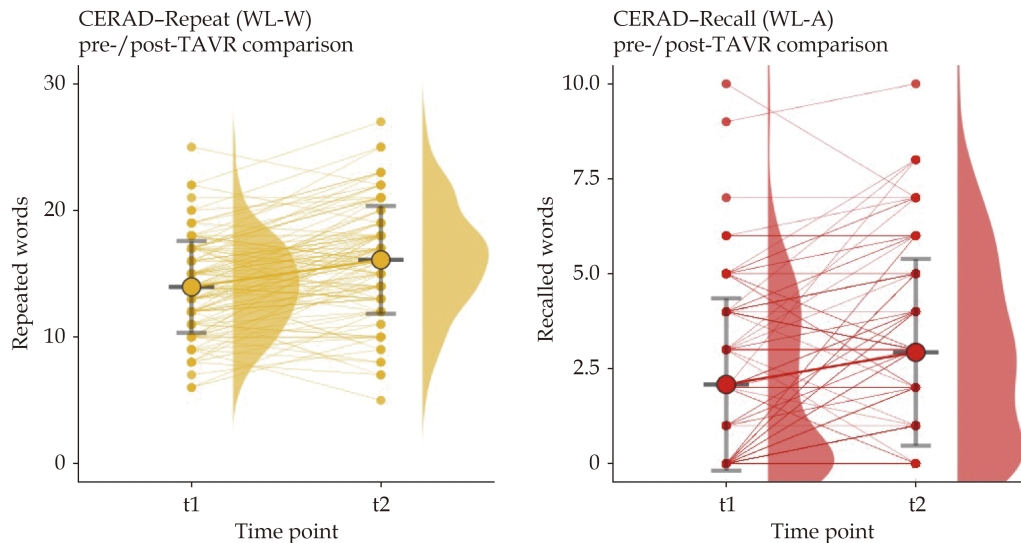 CERAD–Repeat (WL-W)
pre-/post-TAVR comparison
30
20
10
0
Repeated words
t1
t2
Time point
CERAD–Recall (WL-A)
pre-/post-TAVR comparison
10.0
7.5
5.0
2.5
0
Recalled words
t1
t2
Time point